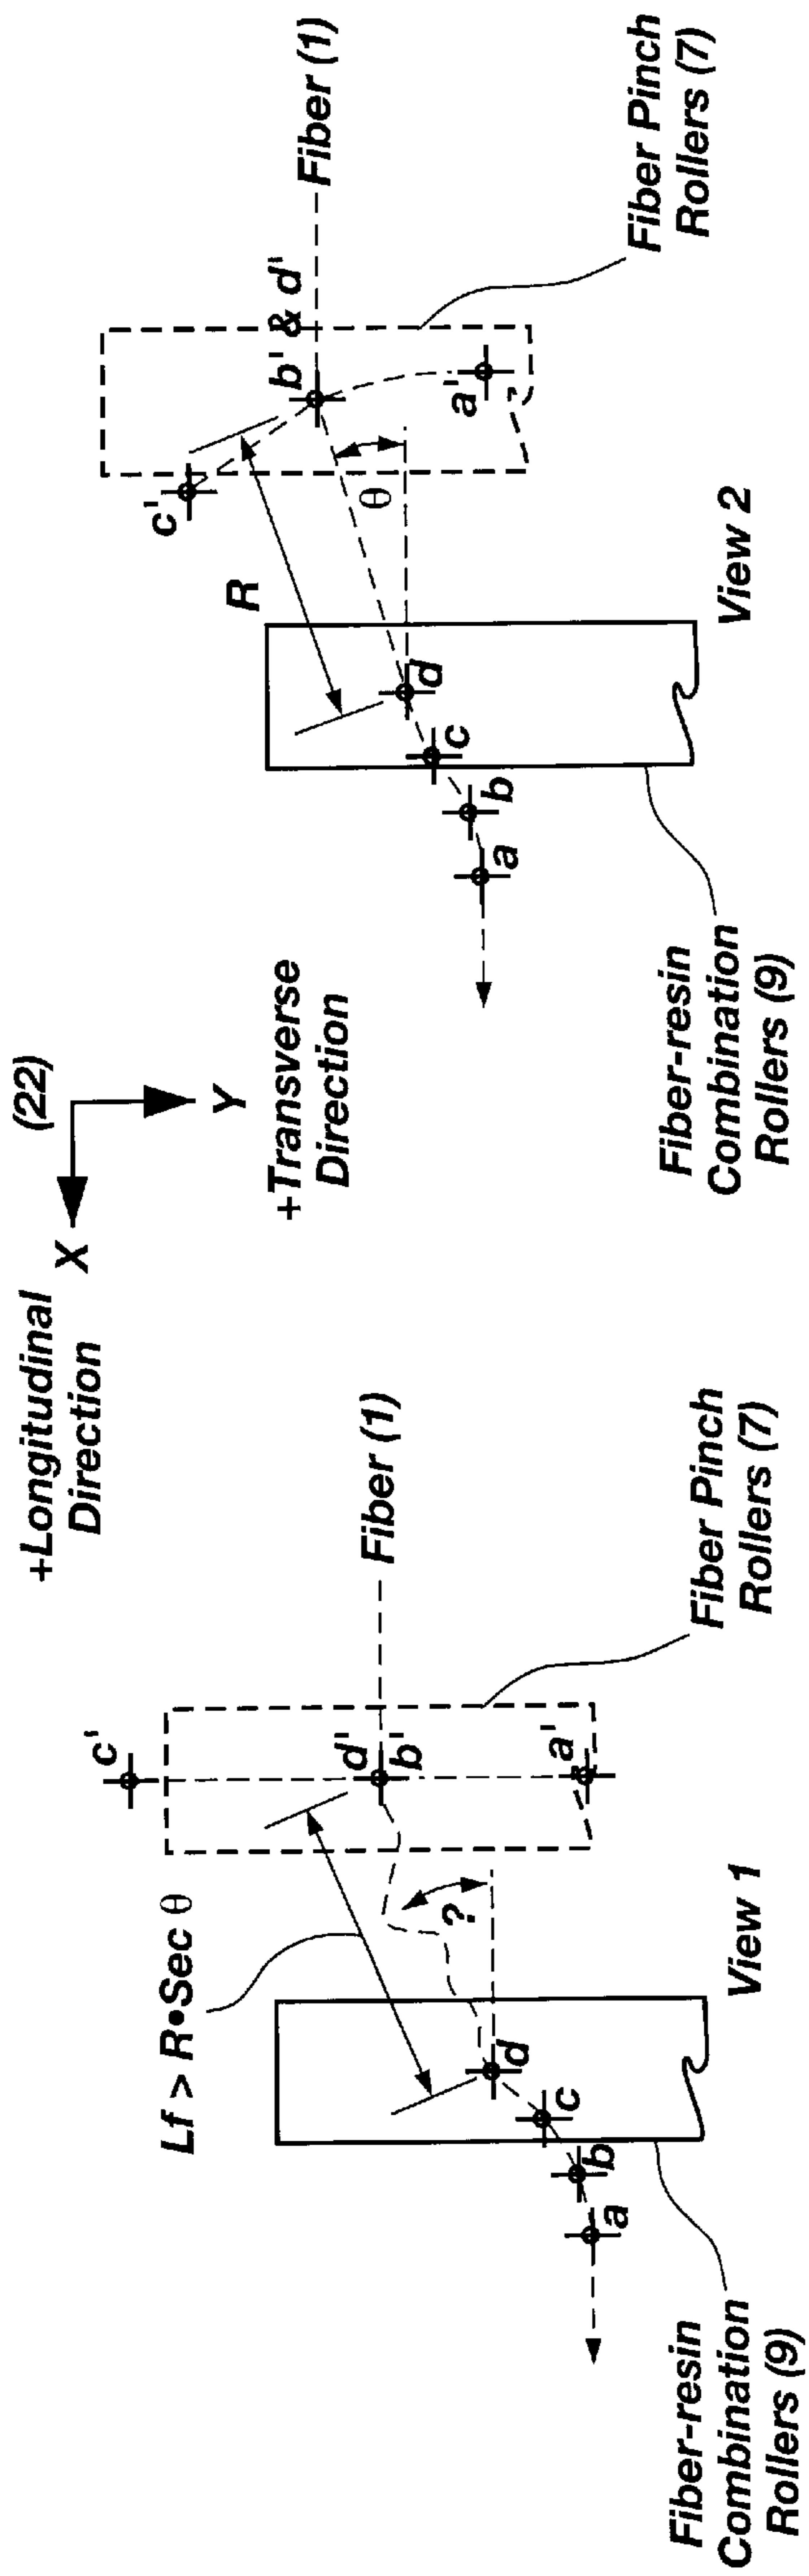 +Longitudinal
Direction
X
(22)
Y
+Transverse
Direction
Lf > R•Sec θ
c'
d'
b'
a'
Fiber (1)
?
d
c
b
a
Fiber-resin
Combination
Rollers (9)
View 1
Fiber Pinch
Rollers (7)
R
c'
b' & d'
a'
Fiber (1)
θ
d
c
b
a
Fiber-resin
Combination
Rollers (9)
View 2
Fiber Pinch
Rollers (7)